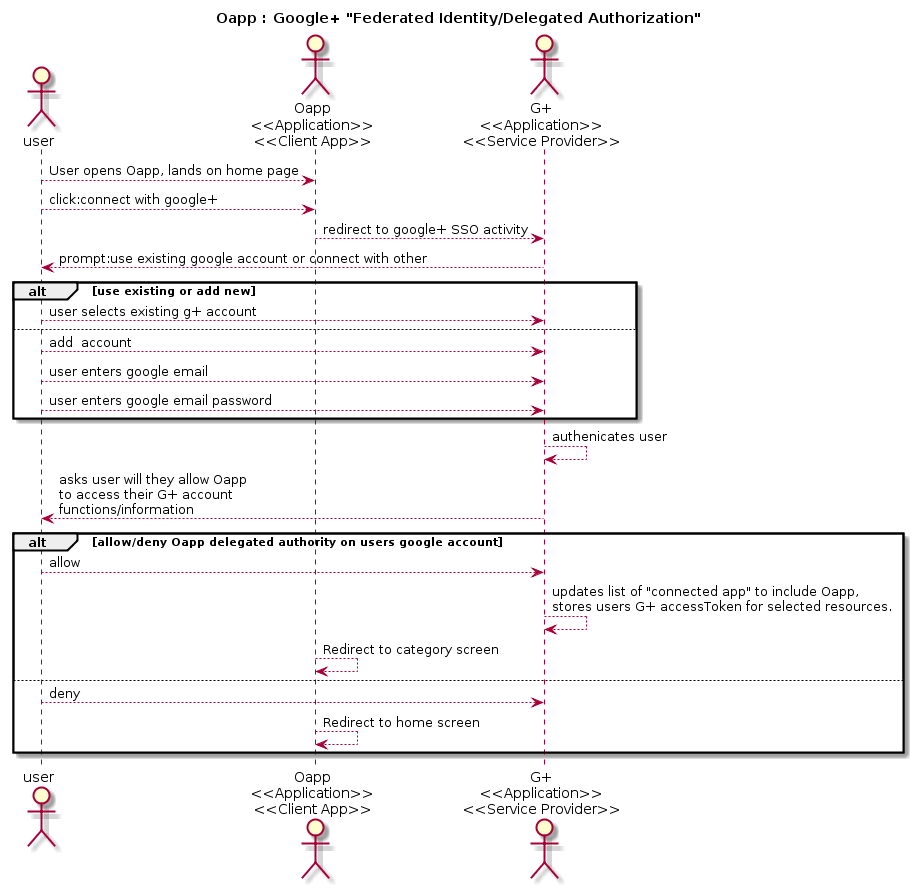 Oapp : Google+ "Federated Identity/Delegated Authorization"
user
Oapp
<<Application>>
<<Client App>>
G+
<<Application>>
<<Service Provider>>
User opens Oapp, lands on home page
click:connect with google+
redirect to google+ SSO activity
prompt:use existing google account or connect with other
alt [use existing or add new]
user selects existing g+ account
add  account
user enters google email
user enters google email password
authenicates user
asks user will they allow Oapp
to access their G+ account
functions/information
alt [allow/deny Oapp delegated authority on users google account]
allow
updates list of "connected app" to include Oapp,
stores users G+ accessToken for selected resources.
Redirect to category screen
deny
Redirect to home screen
user
Oapp
<<Application>>
<<Client App>>
G+
<<Application>>
<<Service Provider>>